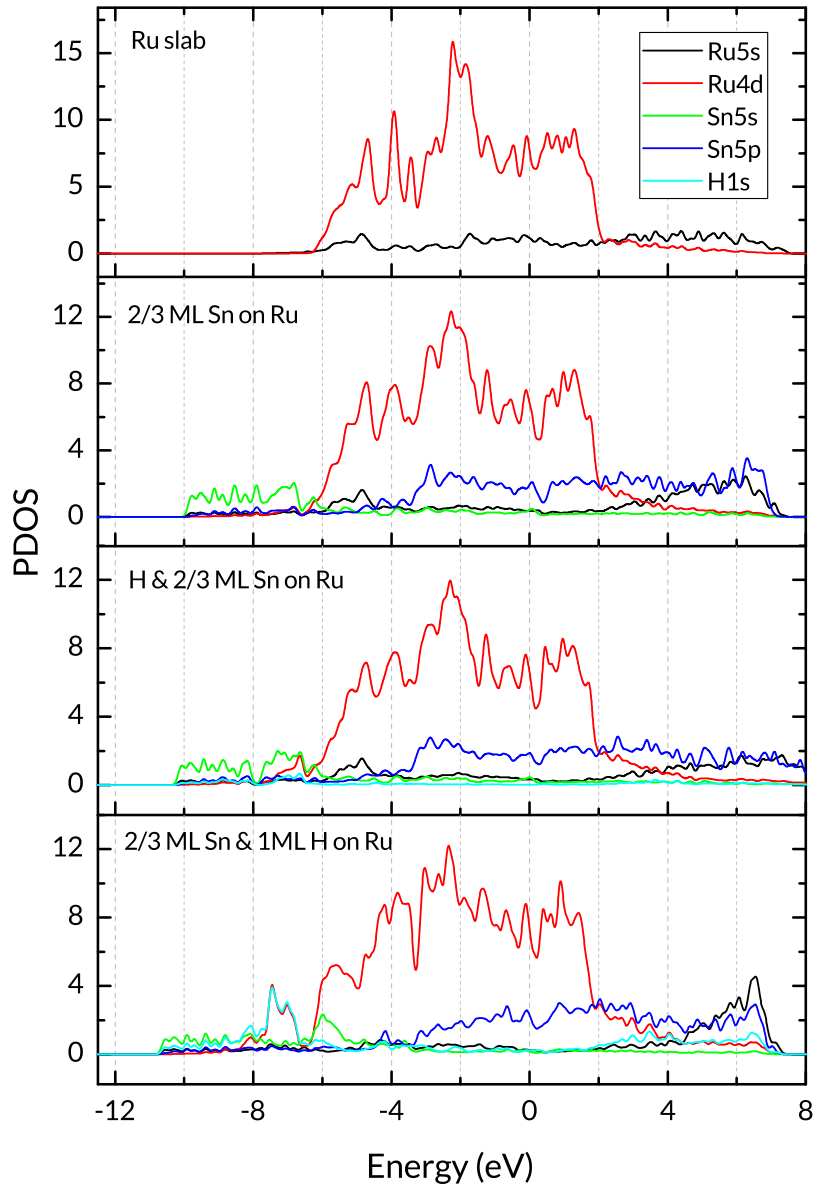 Ru slab
Ru5s
Ru4d
Sn5s
Sn5p
H1s
15
10
5
0
2/3 ML Sn on Ru
12
8
4
0
H & 2/3 ML Sn on Ru
12
8
4
0
2/3 ML Sn & 1ML H on Ru
12
8
4
0
PDOS
-12
-8
-4
0
4
8
Energy (eV)